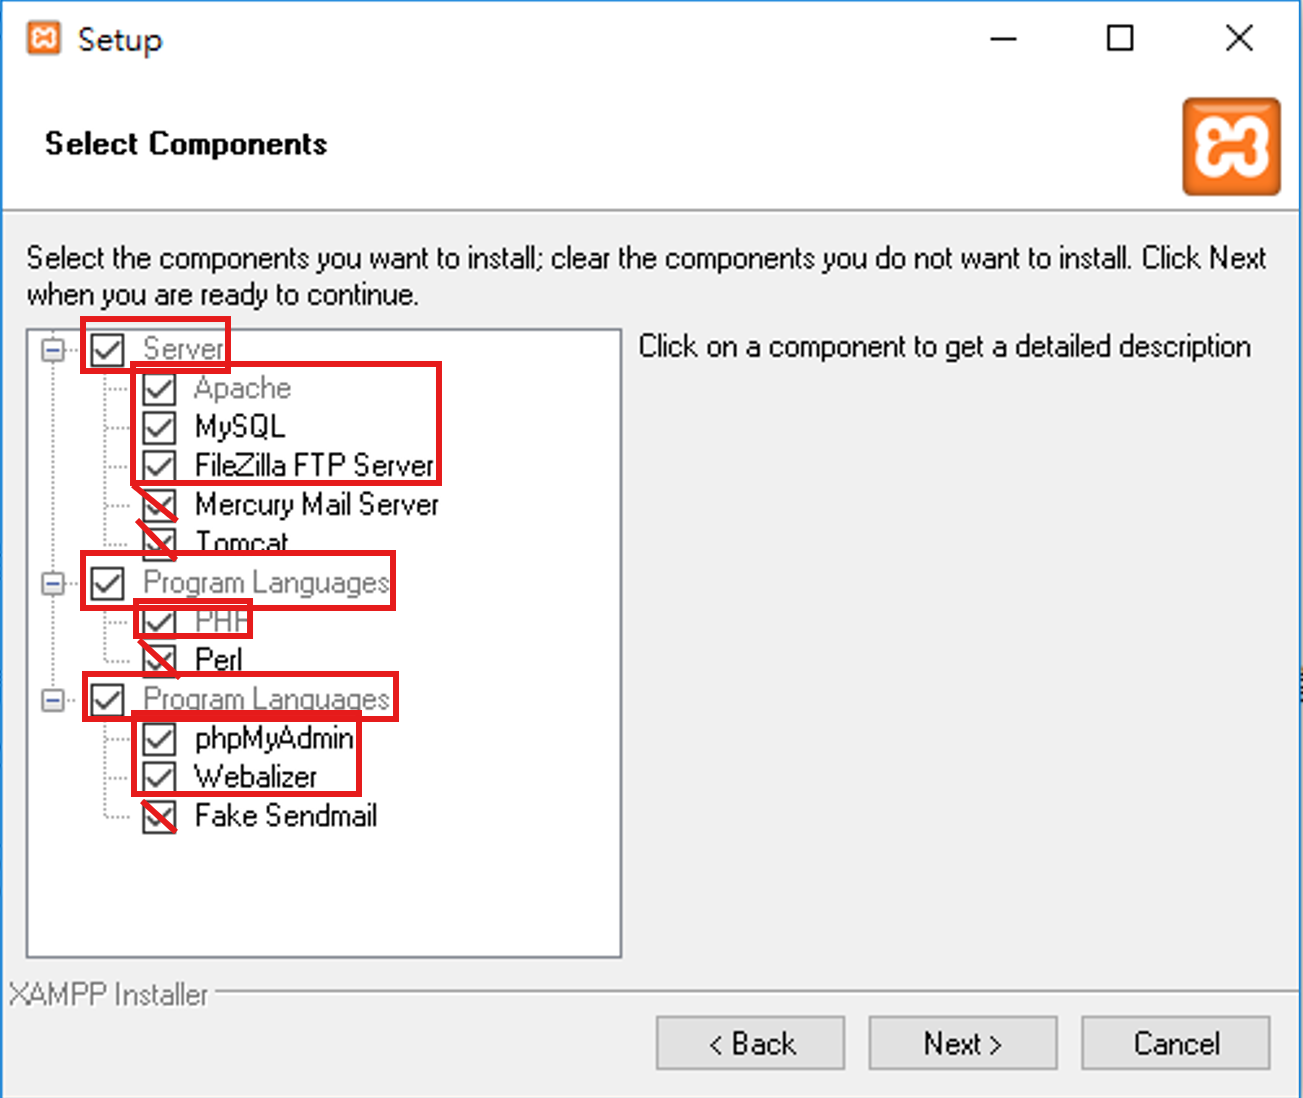 Setup
Select Components
Select the components you want to install; clear the components you do not want to install. Click Next
when you are ready to continue.
Server
Apache
MySQL
FileZilla FTP Server
Mercury Mail Server
Tomcat
Program Languages
PHP
Perl
Program Languages
phpMyAdmin
Webalizer
Fake Sendmail
Click on a component to get a detailed description
XAMPP Installer
< Back
Next >
Cancel